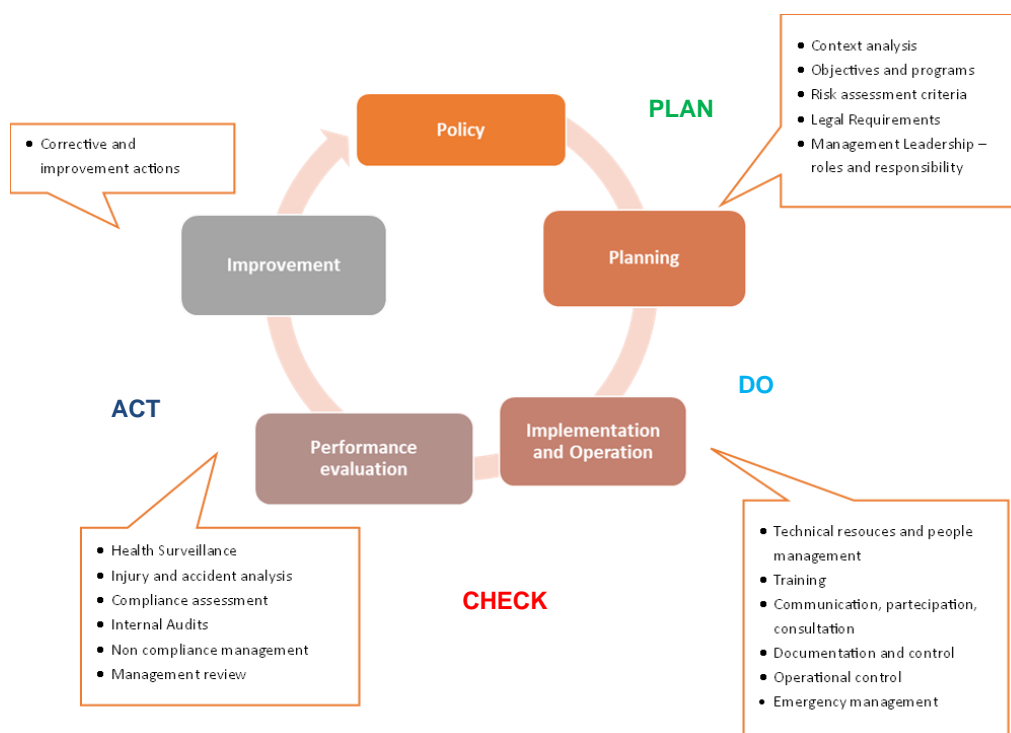 Policy
PLAN
• Context analysis
• Objectives and programs
• Risk assessment criteria
• Legal Requirements
• Management Leadership –
roles and responsibility
• Corrective and
improvement actions
Improvement
Planning
DO
ACT
Implementation
and Operation
Performance
evaluation
• Health Surveillance
• Injury and accident analysis
• Compliance assessment
• Internal Audits
• Non compliance management
• Management review
CHECK
• Technical resouces and people
management
• Training
• Communication, partecipation,
consultation
• Documentation and control
• Operational control
• Emergency management